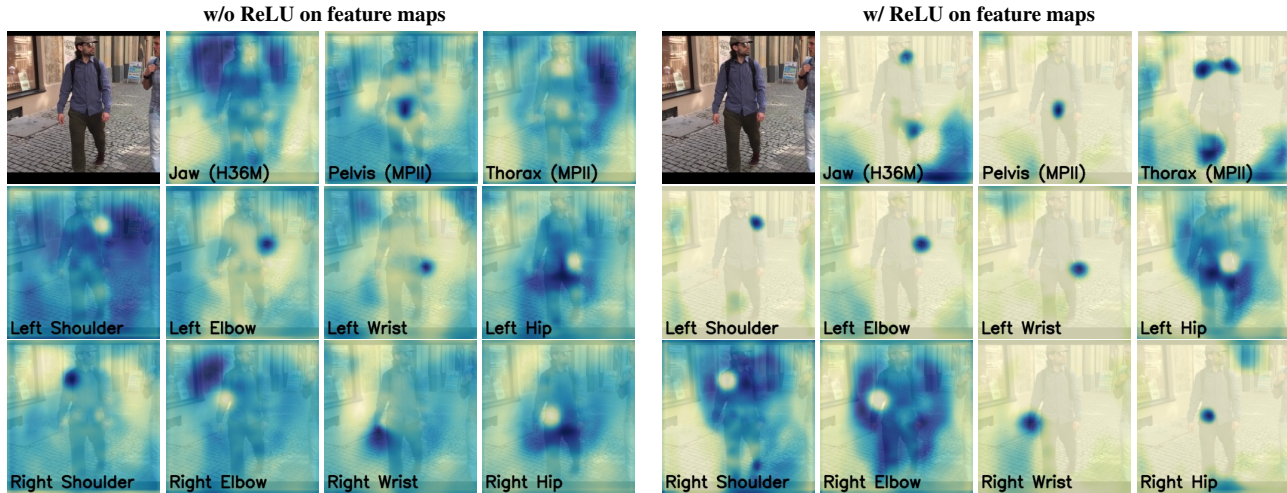 w/o ReLU on feature maps
w/ ReLU on feature maps
Jaw (H36M)
Pelvis (MPII)
Thorax (MPII)
Jaw (H36M)
Pelvis (MPII)
Thorax (MPII)
Left Shoulder
Left Elbow
Left Wrist
Left Hip
Left Shoulder
Left Elbow
Left Wrist
Left Hip
Right Shoulder
Right Elbow
Right Wrist
Right Hip
Right Shoulder
Right Elbow
Right Wrist
Right Hip